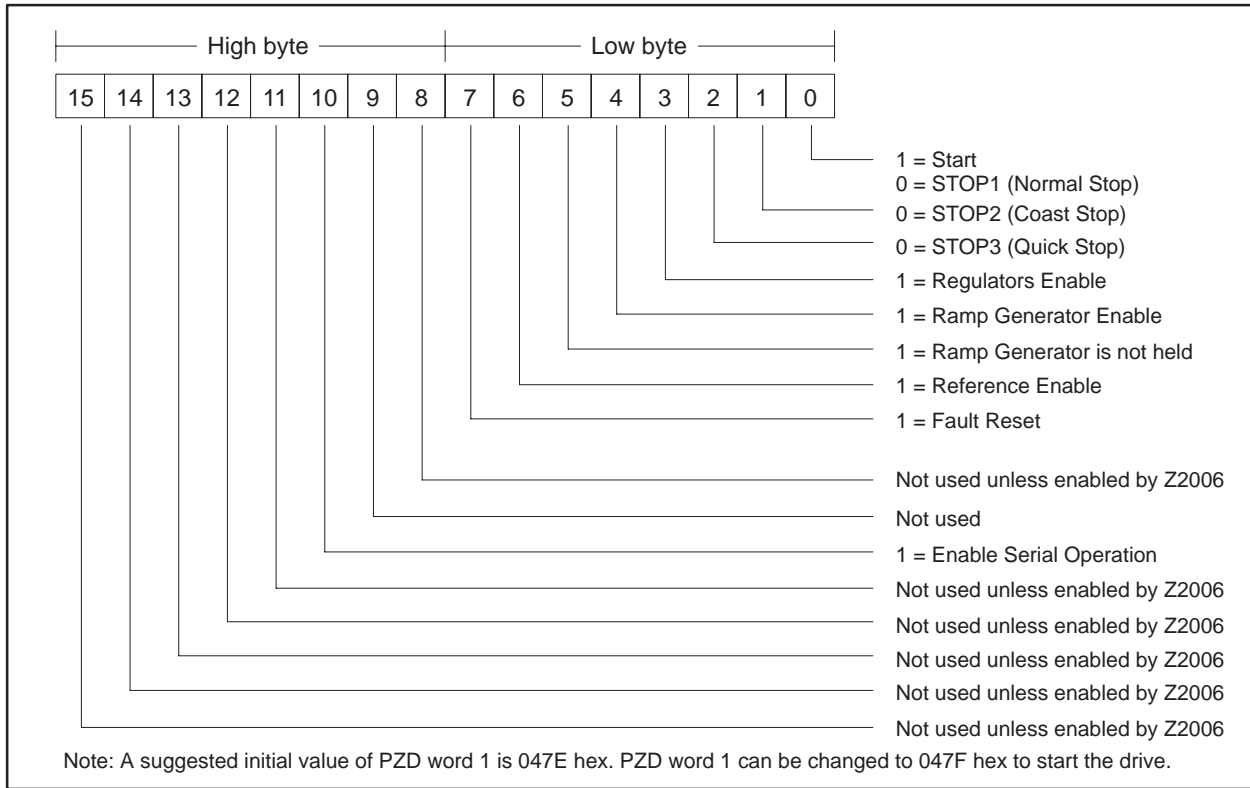 High byte Low byte
15 14 13 12 11 10 9 8 7 6 5 4 3 2 1 0
1 = Start
0 = STOP1 (Normal Stop)
0 = STOP2 (Coast Stop)
0 = STOP3 (Quick Stop)
1 = Regulators Enable
1 = Ramp Generator Enable
1 = Ramp Generator is not held
1 = Reference Enable
1 = Fault Reset
Not used unless enabled by Z2006
Not used
1 = Enable Serial Operation
Not used unless enabled by Z2006
Not used unless enabled by Z2006
Not used unless enabled by Z2006
Not used unless enabled by Z2006
Not used unless enabled by Z2006
Note: A suggested initial value of PZD word 1 is 047E hex. PZD word 1 can be changed to 047F hex to start the drive.